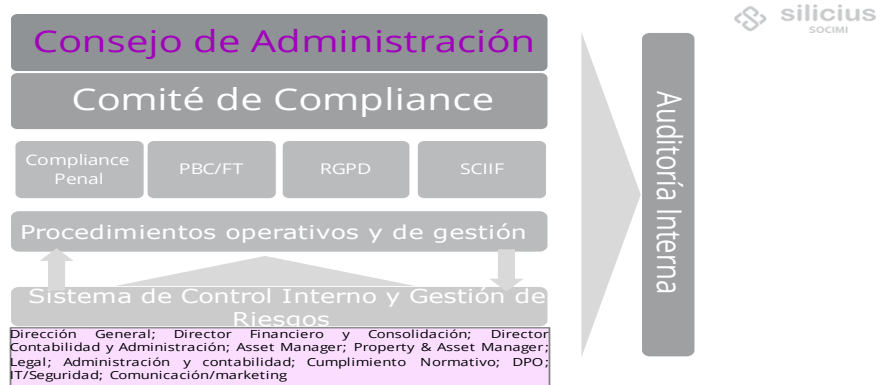 silicius
SOCIMI
Consejo de Administración
Comité de Compliance
Compliance
Penal
PBC/FT
RGPD
SCIIF
Procedimientos operativos y de gestión
Sistema de Control Interno y Gestión de
Riesgos
Dirección General; Director Financiero y Consolidación; Director
Contabilidad y Administración; Asset Manager; Property & Asset Manager;
Legal; Administración y contabilidad; Cumplimiento Normativo; DPO;
IT/Seguridad; Comunicación/marketing
Auditoría Interna